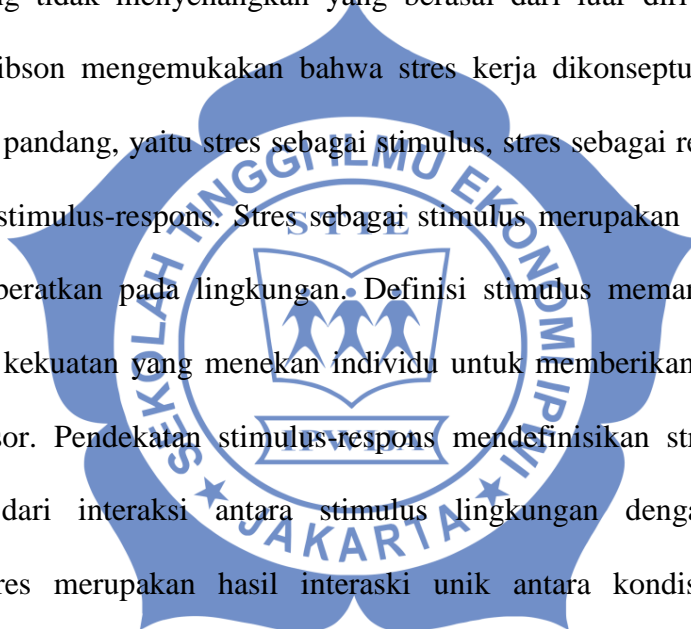 ng tidak menyenangkan yang berasal dari luar diri
ibson mengemukakan bahwa stres kerja dikonseptu
pandang, yaitu stres sebagai stimulus, stres sebagai re
stimulus-respons. Stres sebagai stimulus merupakan
beratkan pada lingkungan. Definisi stimulus meman
kekuatan yang menekan individu untuk memberikan
sor. Pendekatan stimulus-respons mendefinisikan str
dari interaksi antara stimulus lingkungan denga
res merupakan hasil interaski unik antara kondis
SEKOLAH TINGGI ILMU EKONOMI IPWI
STIE
IPWIJA
JAKARTA